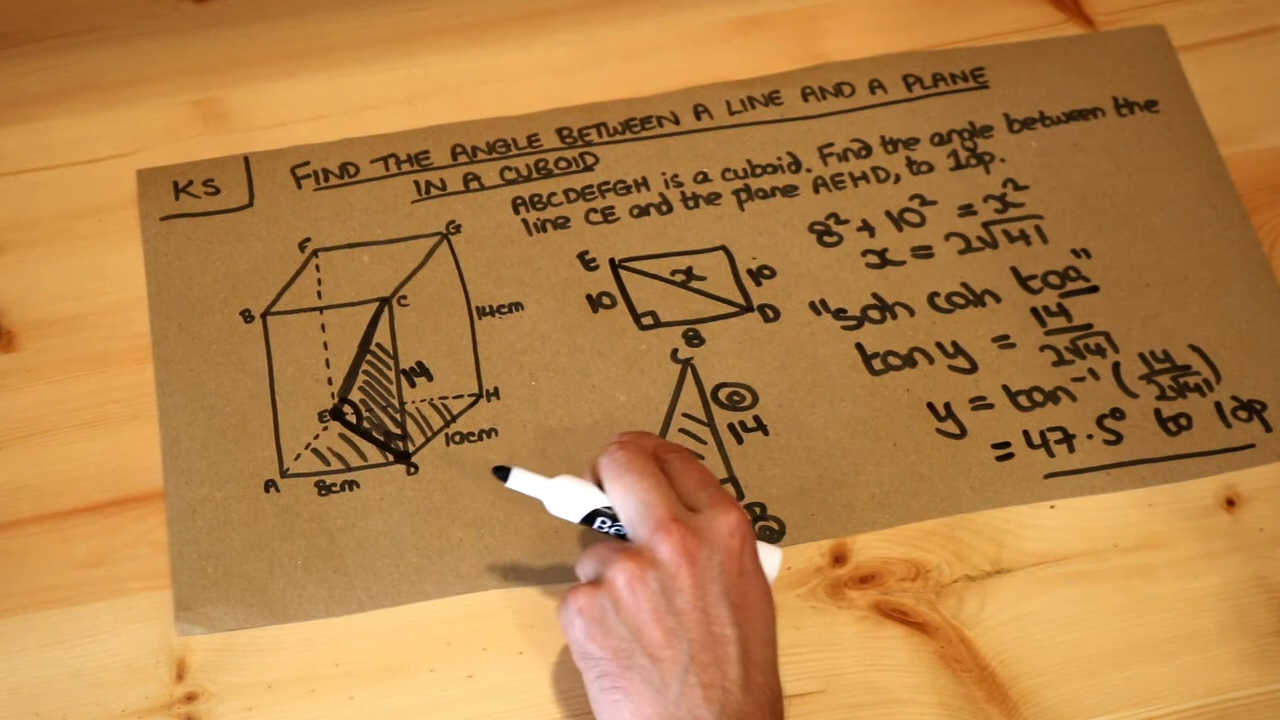 KS
FIND THE ANGLE BETWEEN A LINE AND A PLANE
IN A CUBOID
ABCDEFGH is a cuboid. Find the angle between the
line CE and the plane AEHD, to 1dp.
F
G
B
C
14cm
14
E
H
10cm
A
8cm
D
E
x
10
10
D
8
C
O
14
D
8² + 10² = x²
x = 2√41
"soh cah toa"
tan y = 14/2√41
y = tan⁻¹ (14/2√41)
= 47.5° to 1dp